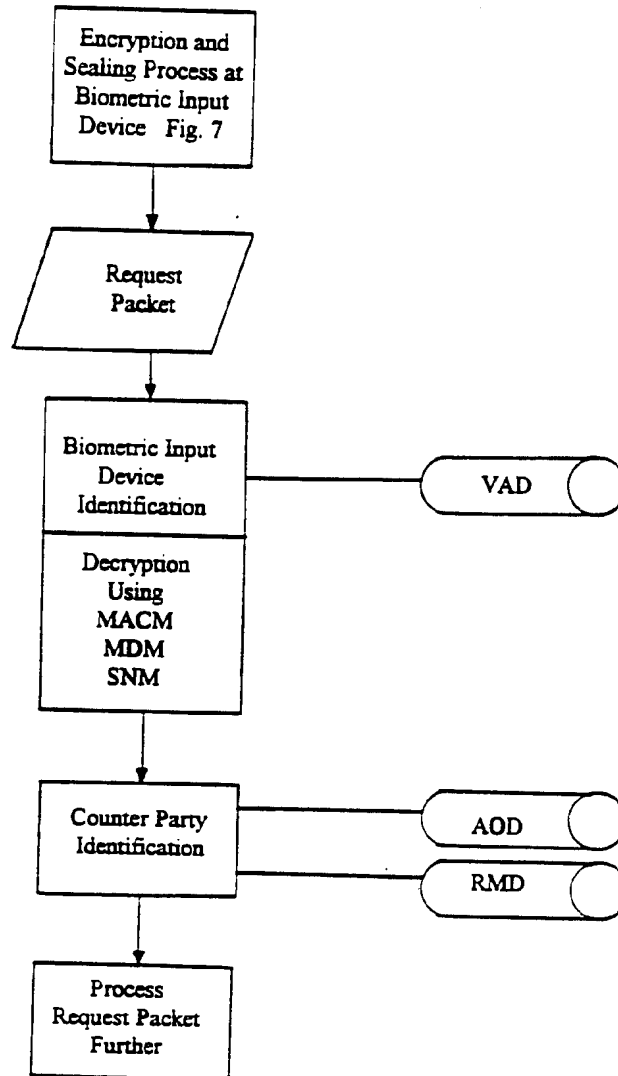 Encryption and
Sealing Process at
Biometric Input
Device Fig. 7
Request
Packet
Biometric Input
Device
Identification
VAD
Decryption
Using
MACM
MDM
SNM
Counter Party
Identification
AOD
RMD
Process
Request Packet
Further